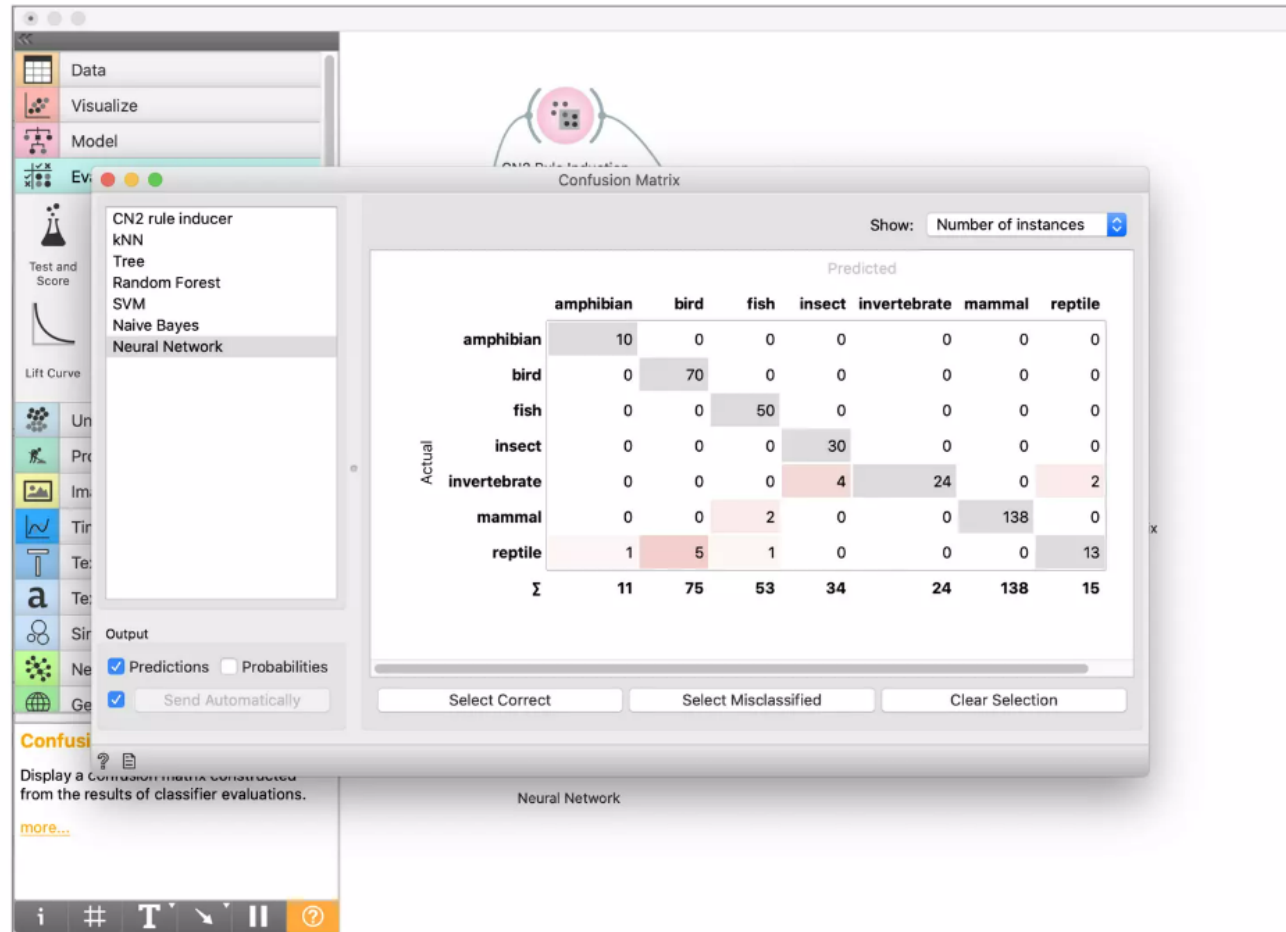 Data
Visualize
Model
Test and
Score
Lift Curve
Confusion Matrix
CN2 rule inducer
kNN
Tree
Random Forest
SVM
Naive Bayes
Neural Network
Output
Predictions Probabilities
Send Automatically
Show: Number of instances
Predicted
amphibian bird fish insect invertebrate mammal reptile
Actual
amphibian 10 0 0 0 0 0 0
bird 0 70 0 0 0 0 0
fish 0 0 50 0 0 0 0
insect 0 0 0 30 0 0 0
invertebrate 0 0 0 4 24 0 2
mammal 0 0 2 0 0 138 0
reptile 1 5 1 0 0 0 13
Σ 11 75 53 34 24 138 15
Select Correct Select Misclassified Clear Selection
Display a confusion matrix constructed
from the results of classifier evaluations.
more...
Neural Network